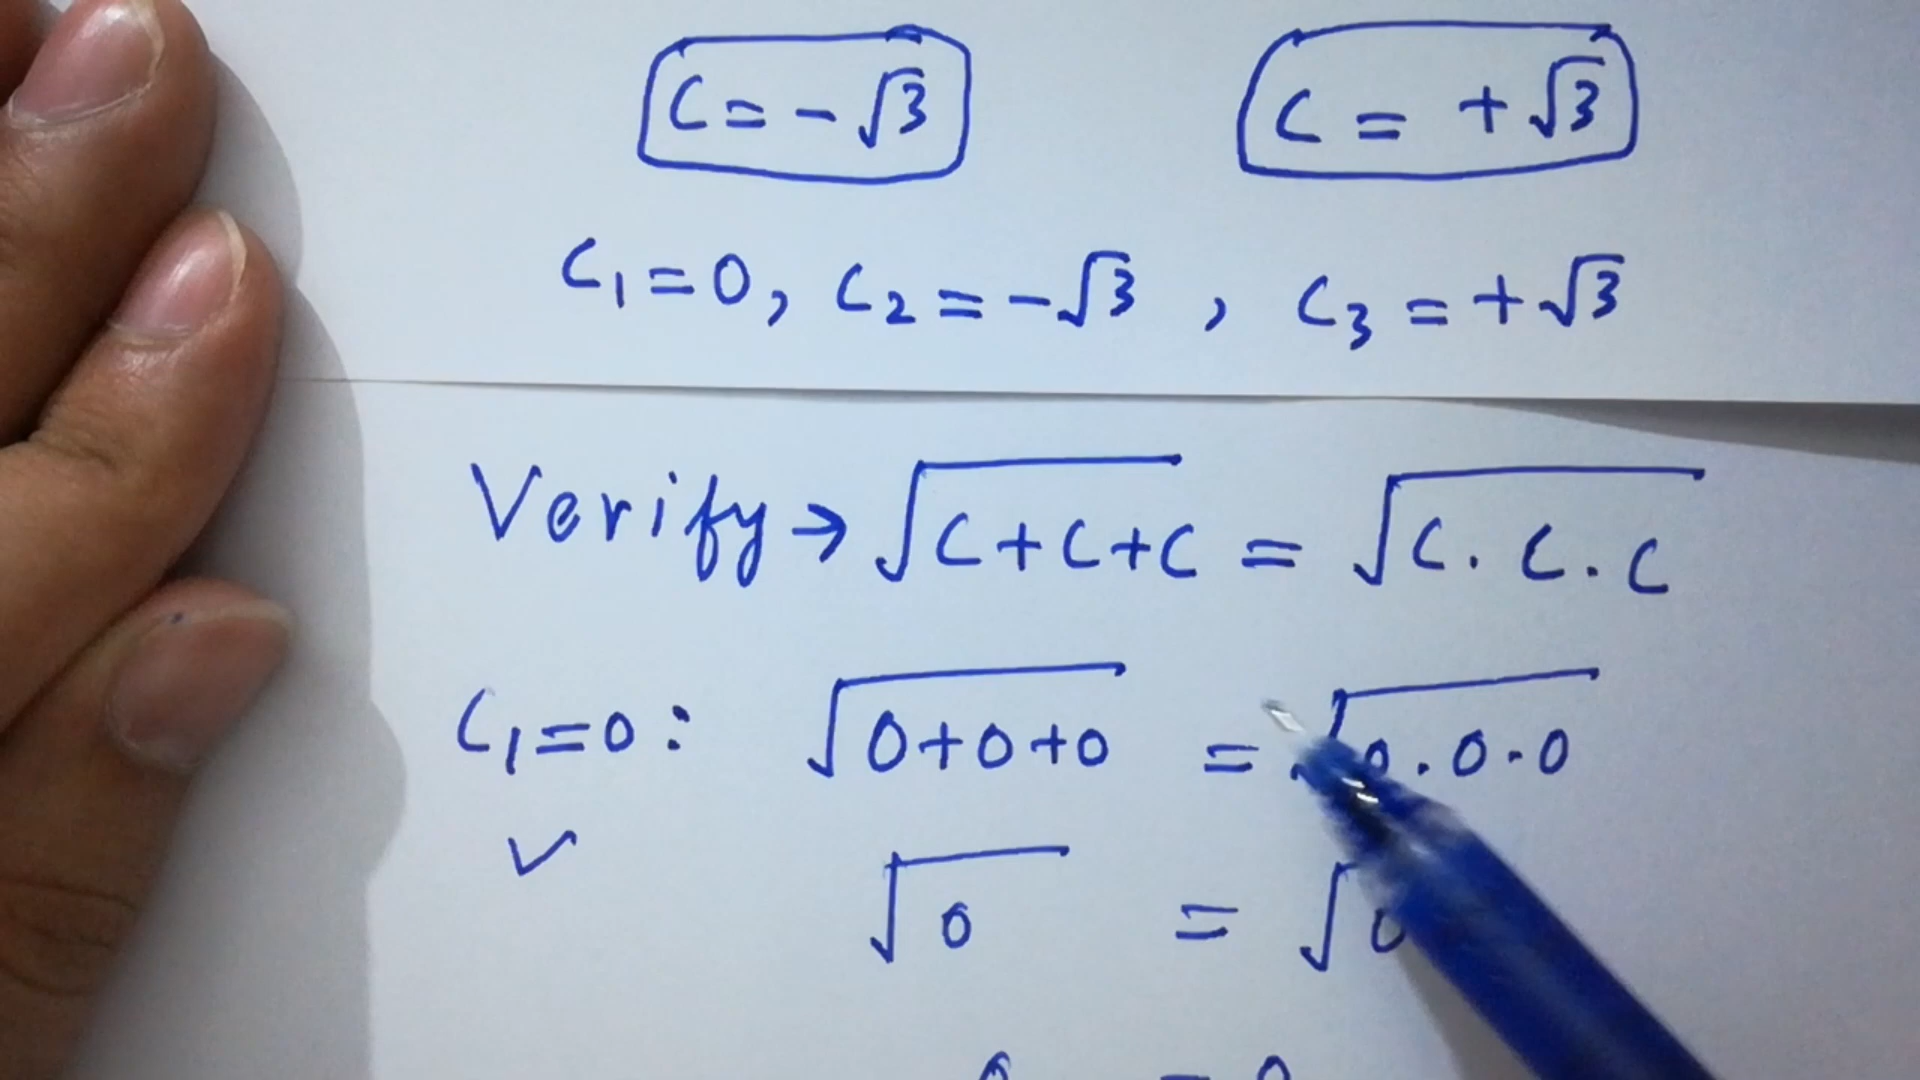 C = -√3 C = +√3
C₁ = 0, C₂ = -√3 , C₃ = +√3
Verify → √(C+C+C) = √(C . C . C)
C₁ = 0 : √(0+0+0) = √(0 . 0 . 0)
✓ √0 = √0